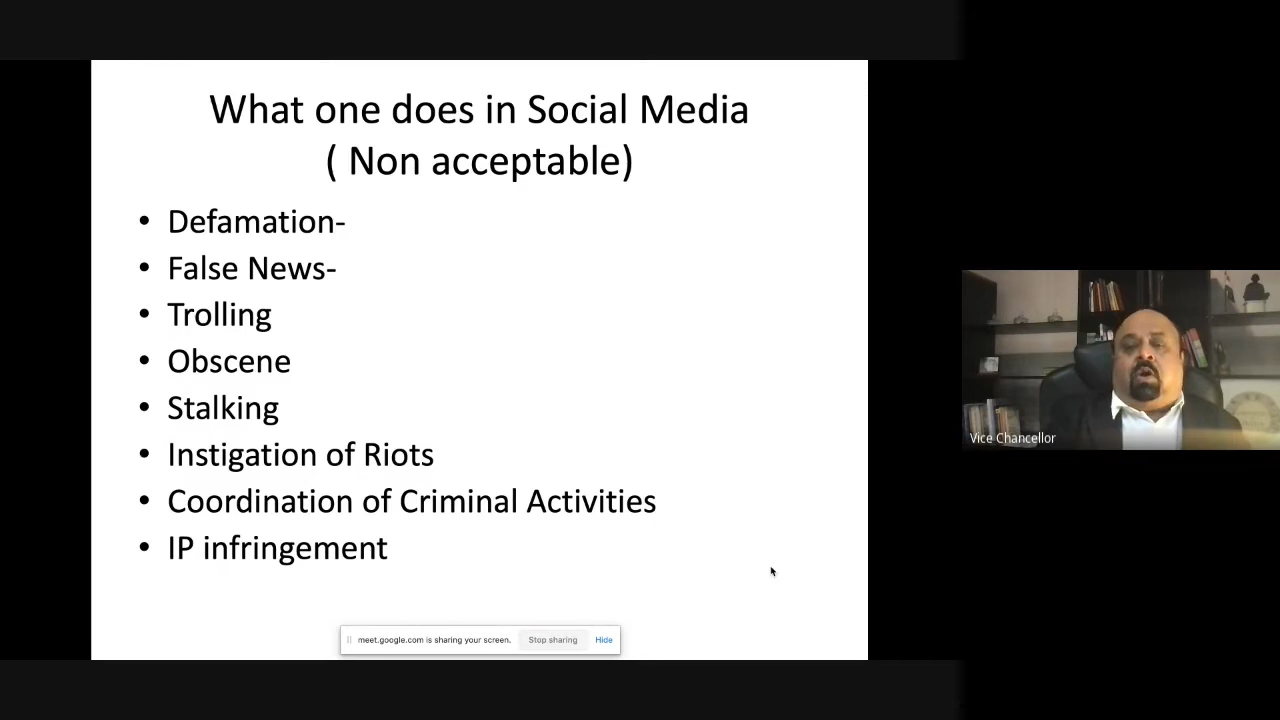 What one does in Social Media
( Non acceptable)
• Defamation-
• False News-
• Trolling
• Obscene
• Stalking
• Instigation of Riots
• Coordination of Criminal Activities
• IP infringement
meet.google.com is sharing your screen. Stop sharing Hide
Vice Chancellor